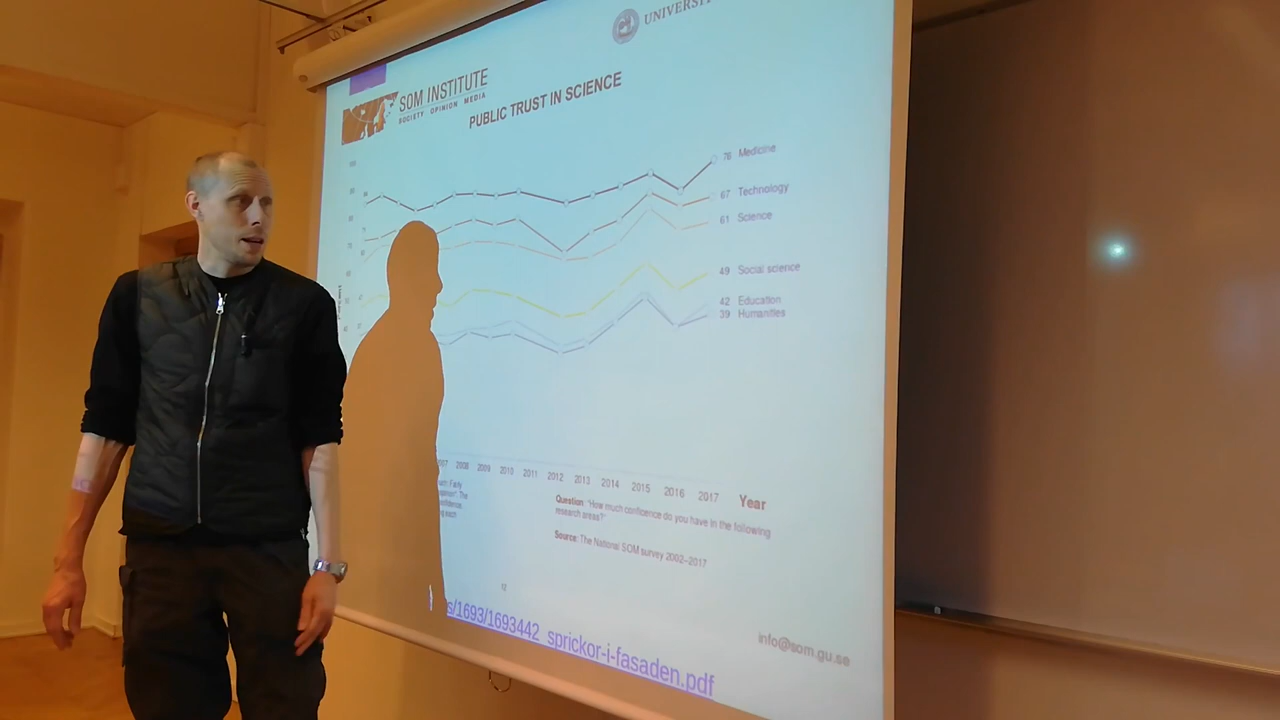 UNIVERSI
SOM INSTITUTE
SOCIETY OPINION MEDIA
PUBLIC TRUST IN SCIENCE
76 Medicine
67 Technology
61 Science
49 Social science
42 Education
39 Humanities
2008 2009 2010 2011 2012 2013 2014 2015 2016 2017 Year
Question: "How much confidence do you have in the following
research areas?"
Source: The National SOM survey 2002–2017
12
info@som.gu.se
s/1693/1693442_sprickor-i-fasaden.pdf